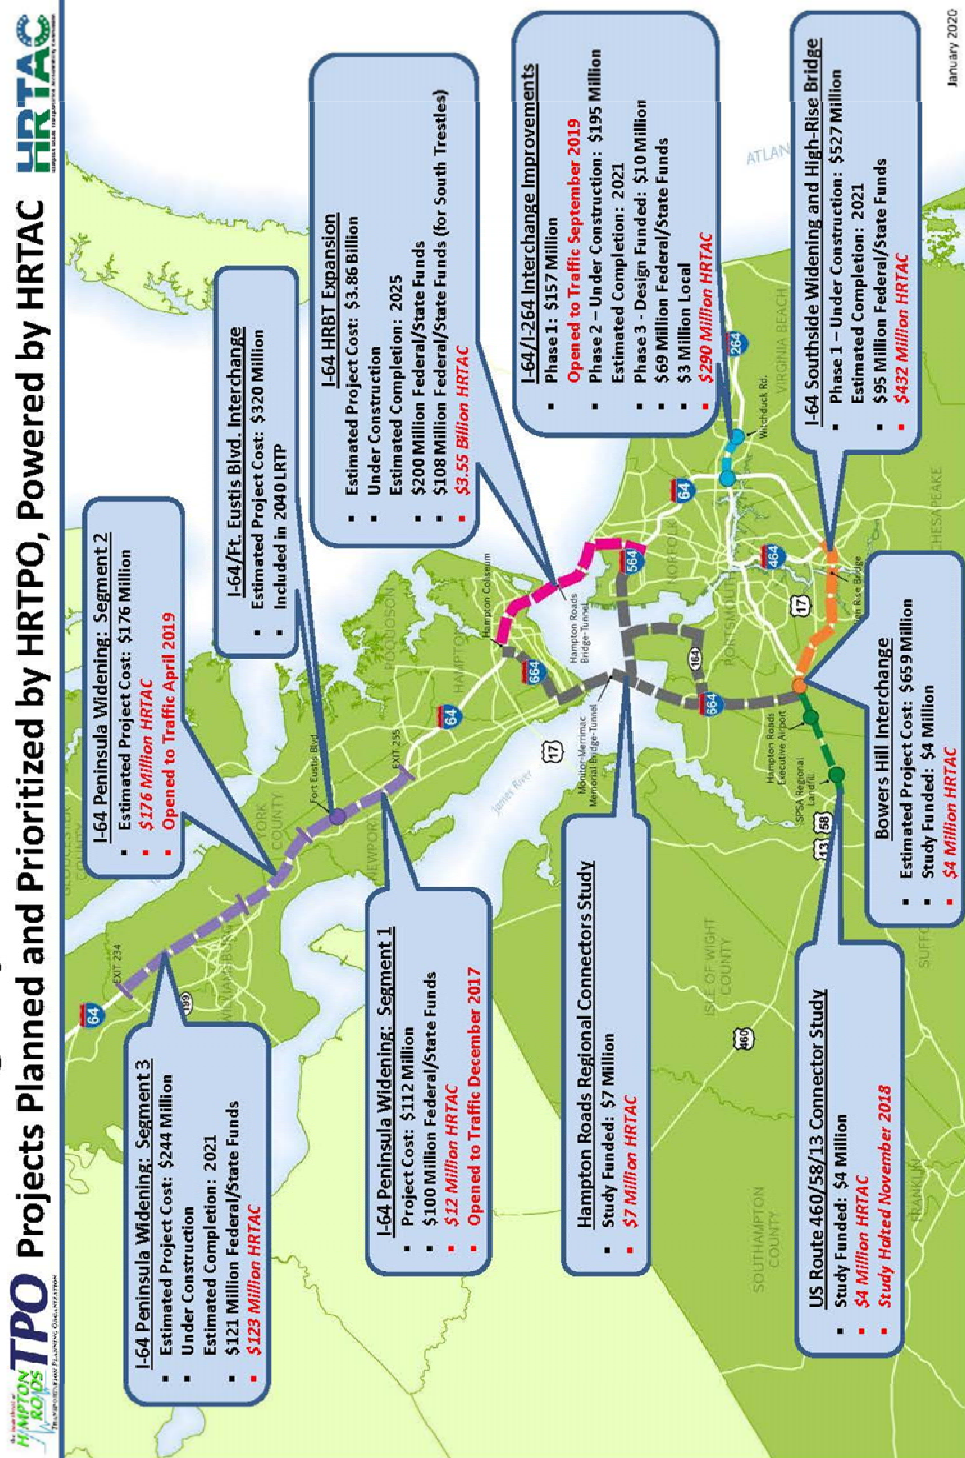 HAMPTON
ROADS
TPO
TRANSPORTATION PLANNING ORGANIZATION
Projects Planned and Prioritized by HRTPO, Powered by HRTAC
HRTAC
I-64 Peninsula Widening: Segment 3
▪ Estimated Project Cost: $244 Million
▪ Under Construction
Estimated Completion: 2021
▪ $121 Million Federal/State Funds
▪ $123 Million HRTAC
I-64 Peninsula Widening: Segment 2
▪ Estimated Project Cost: $176 Million
▪ $176 Million HRTAC
▪ Opened to Traffic April 2019
I-64/Ft. Eustis Blvd. Interchange
▪ Estimated Project Cost: $320 Million
▪ Included in 2040 LRTP
I-64 HRBT Expansion
▪ Estimated Project Cost: $3.86 Billion
▪ Under Construction
Estimated Completion: 2025
▪ $200 Million Federal/State Funds
▪ $108 Million Federal/State Funds (for South Trestles)
▪ $3.55 Billion HRTAC
I-64 Peninsula Widening: Segment 1
▪ Project Cost: $112 Million
▪ $100 Million Federal/State Funds
▪ $12 Million HRTAC
▪ Opened to Traffic December 2017
I-64/I-264 Interchange Improvements
▪ Phase 1: $157 Million
Opened to Traffic September 2019
▪ Phase 2 – Under Construction: $195 Million
Estimated Completion: 2021
▪ Phase 3 - Design Funded: $10 Million
▪ $69 Million Federal/State Funds
▪ $3 Million Local
▪ $290 Million HRTAC
Hampton Roads Regional Connectors Study
▪ Study Funded: $7 Million
▪ $7 Million HRTAC
I-64 Southside Widening and High-Rise Bridge
▪ Phase 1 – Under Construction: $527 Million
Estimated Completion: 2021
▪ $95 Million Federal/State Funds
▪ $432 Million HRTAC
US Route 460/58/13 Connector Study
▪ Study Funded: $4 Million
▪ $4 Million HRTAC
▪ Study Halted November 2018
Bowers Hill Interchange
▪ Estimated Project Cost: $659 Million
▪ Study Funded: $4 Million
▪ $4 Million HRTAC
64
EXIT 234
199
YORK
COUNTY
Fort Eustis Blvd
EXIT 255
NEWPOR
64
POQUOSON
HAMPTON
Hampton Coliseum
664
Hampton Roads
Bridge-Tunnel
James River
17
Monitor-Merrimac
Memorial Bridge-Tunnel
564
64
NORFOLK
264
VIRGINIA BEACH
Witchduck Rd.
ATLAN
164
PORTSMOUTH
664
464
17
Hampton Roads
Executive Airport
SPSA Regional
Landfill
13
58
CHESAPEAKE
ISLE OF WIGHT
COUNTY
460
SUFFO
SOUTHAMPTON
COUNTY
FRANKLIN
January 2020